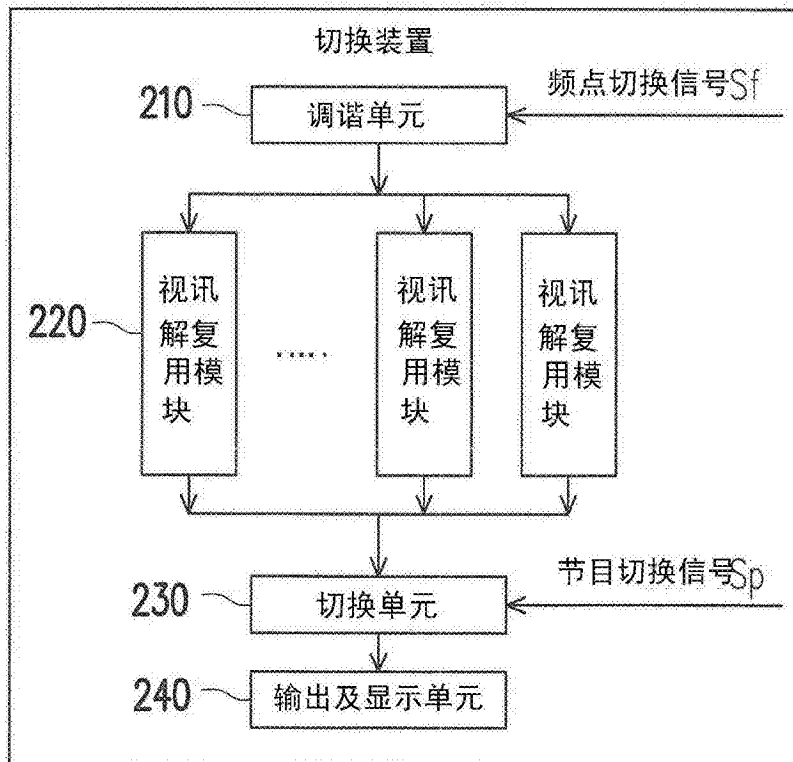 切换装置
频点切换信号Sf
210
调谐单元
220
视讯
解复
用模
块
……
视讯
解复
用模
块
视讯
解复
用模
块
节目切换信号Sp
230
切换单元
240
输出及显示单元